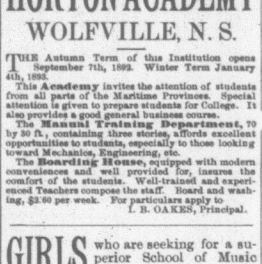 HORTON ACADEMY
WOLFVILLE, N. S.
THE Autumn Term of this Institution opens
September 7th, 1892. Winter Term January
4th, 1893.
This Academy invites the attention of students
from all parts of the Maritime Provinces. Special
attention is given to prepare students for College. It
also provides a good general business course.
The Manual Training Department, 70
by 30 ft., containing three stories, affords excellent
opportunities to students, especially to those looking
toward Mechanics, Engineering, etc.
The Boarding House, equipped with modern
conveniences and well provided for, insures the
comfort of the students. Well-trained and experi-
enced Teachers compose the staff. Board and wash-
ing, $2.60 per week. For particulars apply to
I. B. OAKES, Principal.
GIRLS who are seeking for a su-
perior School of Music